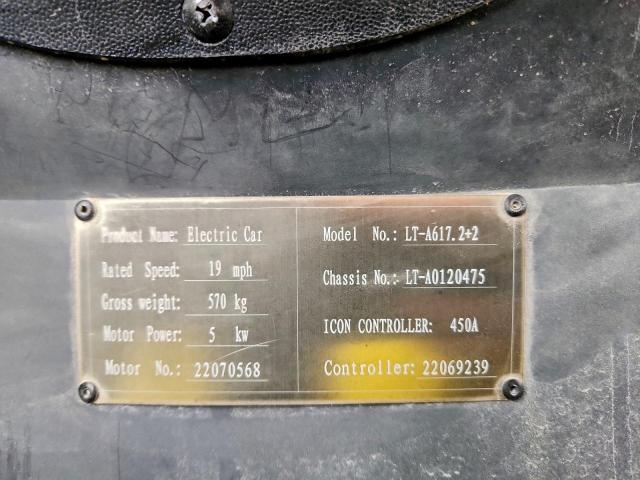 Product Name: Electric Car
Rated Speed: 19 mph
Gross weight: 570 kg
Motor Power: 5 kw
Motor No.: 22070568
Model No.: LT-A617.2+2
Chassis No.: LT-A0120475
ICON CONTROLLER: 450A
Controller: 22069239